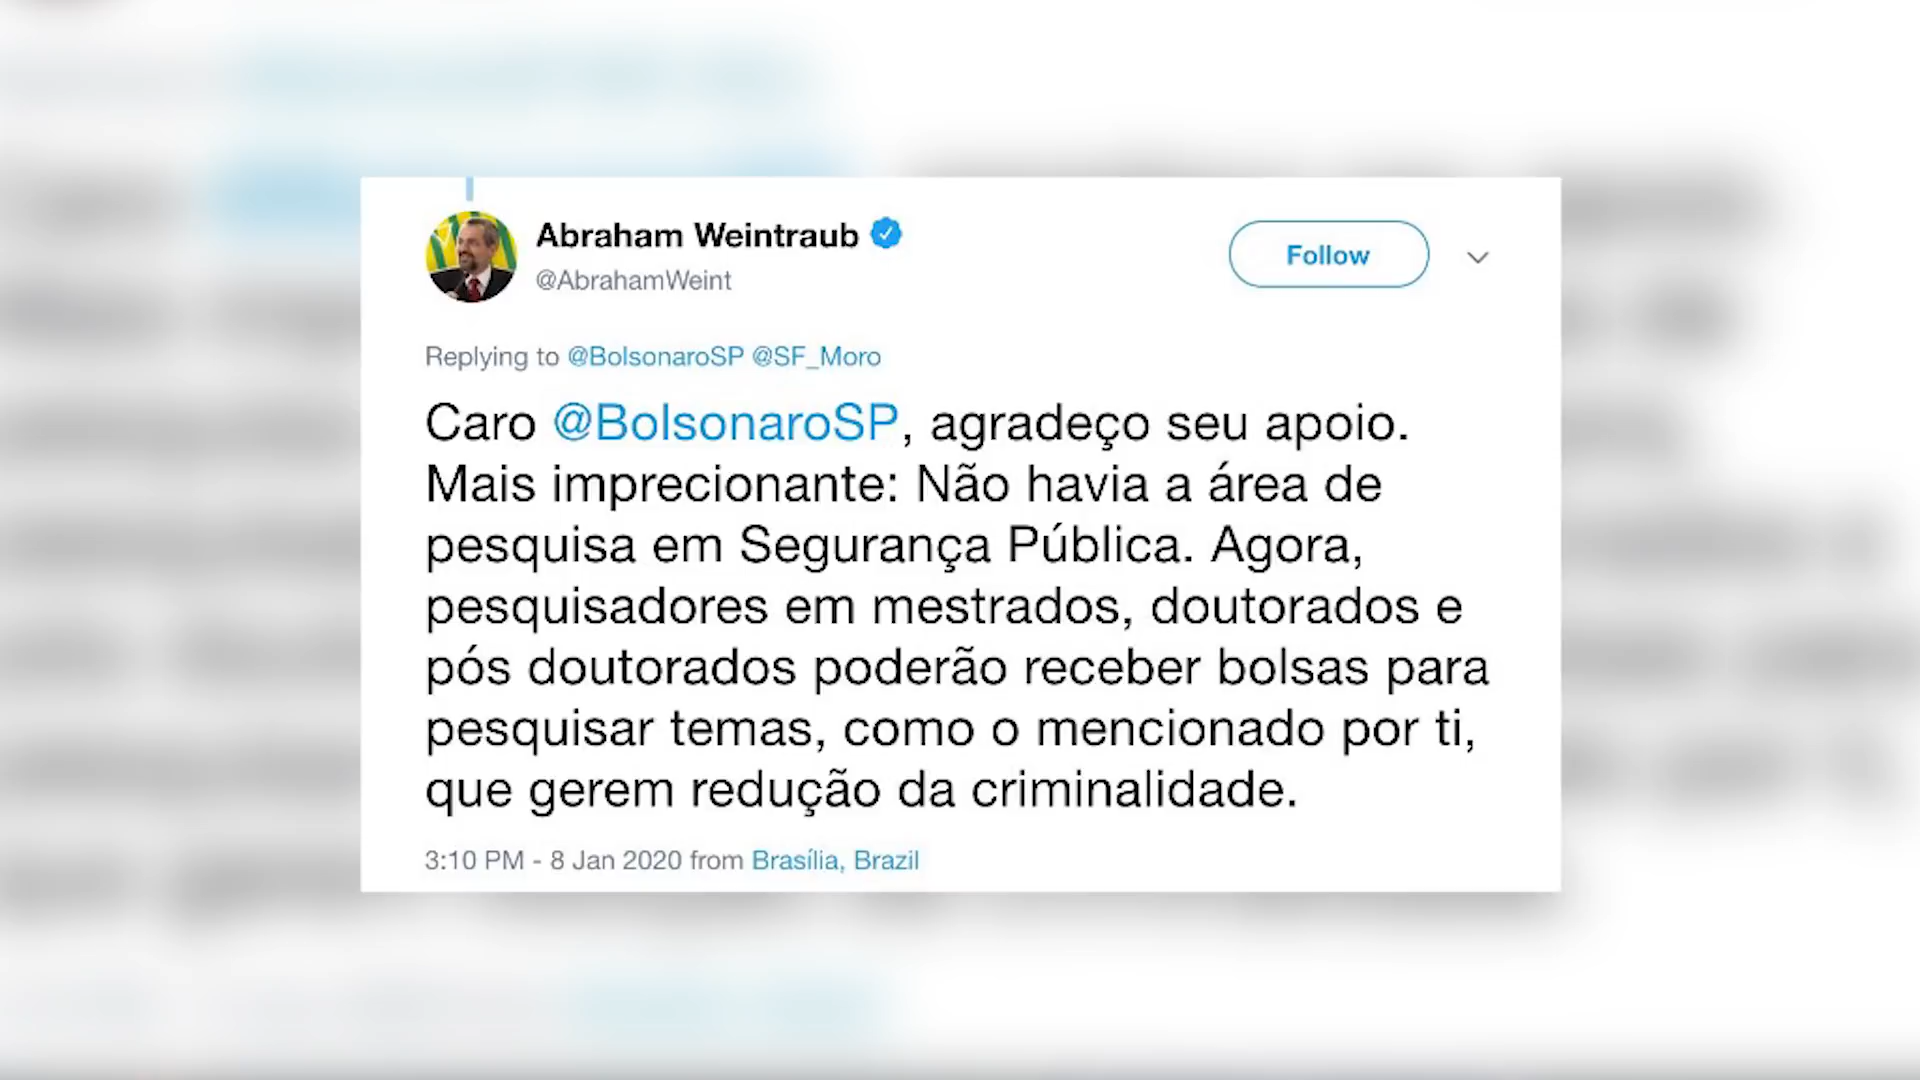 Abraham Weintraub
@AbrahamWeint
Follow
Replying to @BolsonaroSP @SF_Moro
Caro @BolsonaroSP, agradeço seu apoio.
Mais imprecionante: Não havia a área de
pesquisa em Segurança Pública. Agora,
pesquisadores em mestrados, doutorados e
pós doutorados poderão receber bolsas para
pesquisar temas, como o mencionado por ti,
que gerem redução da criminalidade.
3:10 PM - 8 Jan 2020 from Brasília, Brazil